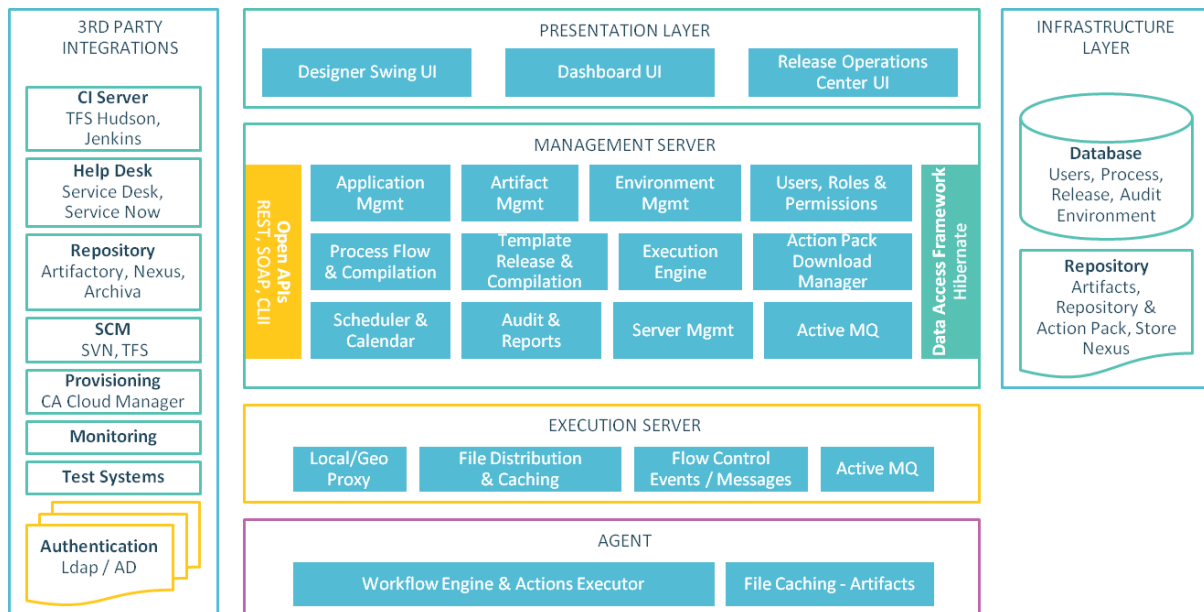 3RD PARTY
INTEGRATIONS
CI Server
TFS Hudson,
Jenkins
Help Desk
Service Desk,
Service Now
Repository
Artifactory, Nexus,
Archiva
SCM
SVN, TFS
Provisioning
CA Cloud Manager
Monitoring
Test Systems
Authentication
Ldap / AD
PRESENTATION LAYER
Designer Swing UI
Dashboard UI
Release Operations
Center UI
MANAGEMENT SERVER
Open APIs
REST, SOAP, CLII
Application
Mgmt
Artifact
Mgmt
Environment
Mgmt
Users, Roles &
Permissions
Process Flow
& Compilation
Template
Release &
Compilation
Execution
Engine
Action Pack
Download
Manager
Scheduler &
Calendar
Audit &
Reports
Server Mgmt
Active MQ
Data Access Framework
Hibernate
EXECUTION SERVER
Local/Geo
Proxy
File Distribution
& Caching
Flow Control
Events / Messages
Active MQ
AGENT
Workflow Engine & Actions Executor
File Caching - Artifacts
INFRASTRUCTURE
LAYER
Database
Users, Process,
Release, Audit
Environment
Repository
Artifacts,
Repository &
Action Pack, Store
Nexus